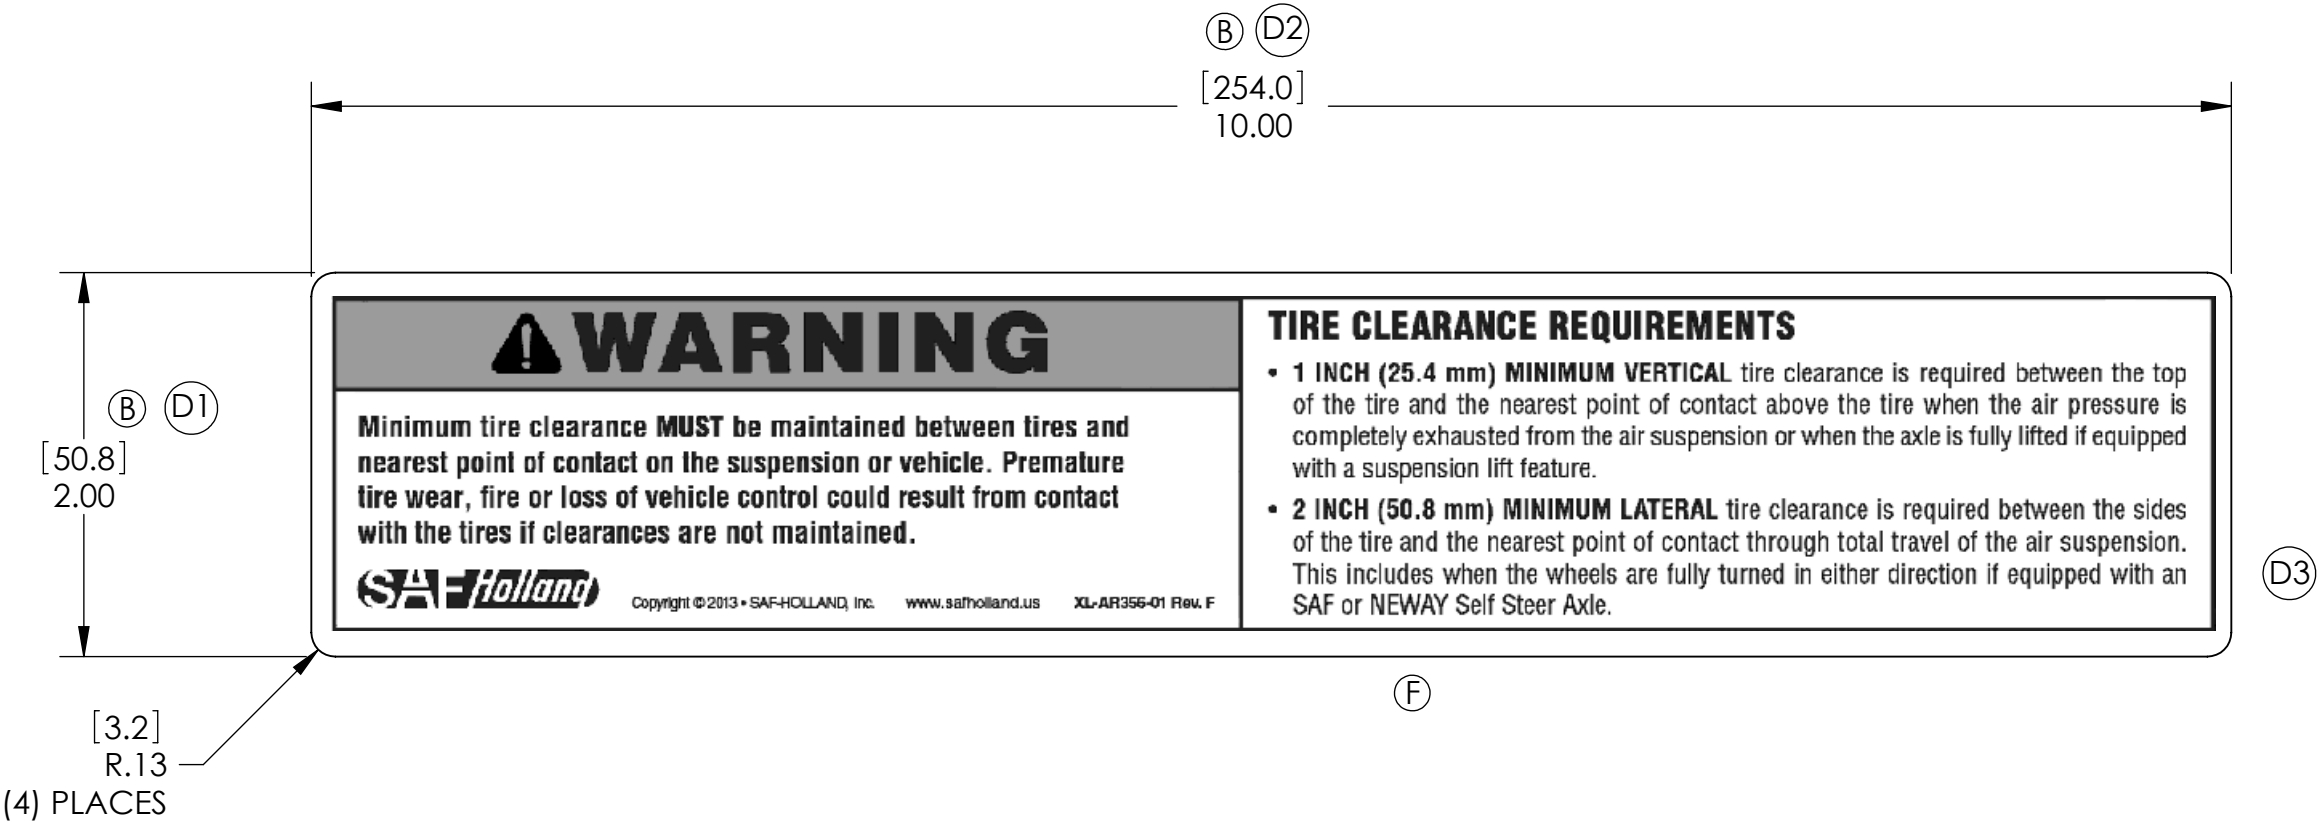 B D2
[254.0]
10.00
B D1
[50.8]
2.00
WARNING
Minimum tire clearance MUST be maintained between tires and
nearest point of contact on the suspension or vehicle. Premature
tire wear, fire or loss of vehicle control could result from contact
with the tires if clearances are not maintained.
SAF Holland
Copyright © 2013 • SAF-HOLLAND, Inc. www.safholland.us XL-AR356-01 Rev. F
TIRE CLEARANCE REQUIREMENTS
• 1 INCH (25.4 mm) MINIMUM VERTICAL tire clearance is required between the top
of the tire and the nearest point of contact above the tire when the air pressure is
completely exhausted from the air suspension or when the axle is fully lifted if equipped
with a suspension lift feature.
• 2 INCH (50.8 mm) MINIMUM LATERAL tire clearance is required between the sides
of the tire and the nearest point of contact through total travel of the air suspension.
This includes when the wheels are fully turned in either direction if equipped with an
SAF or NEWAY Self Steer Axle.
D3
F
[3.2]
R.13
(4) PLACES